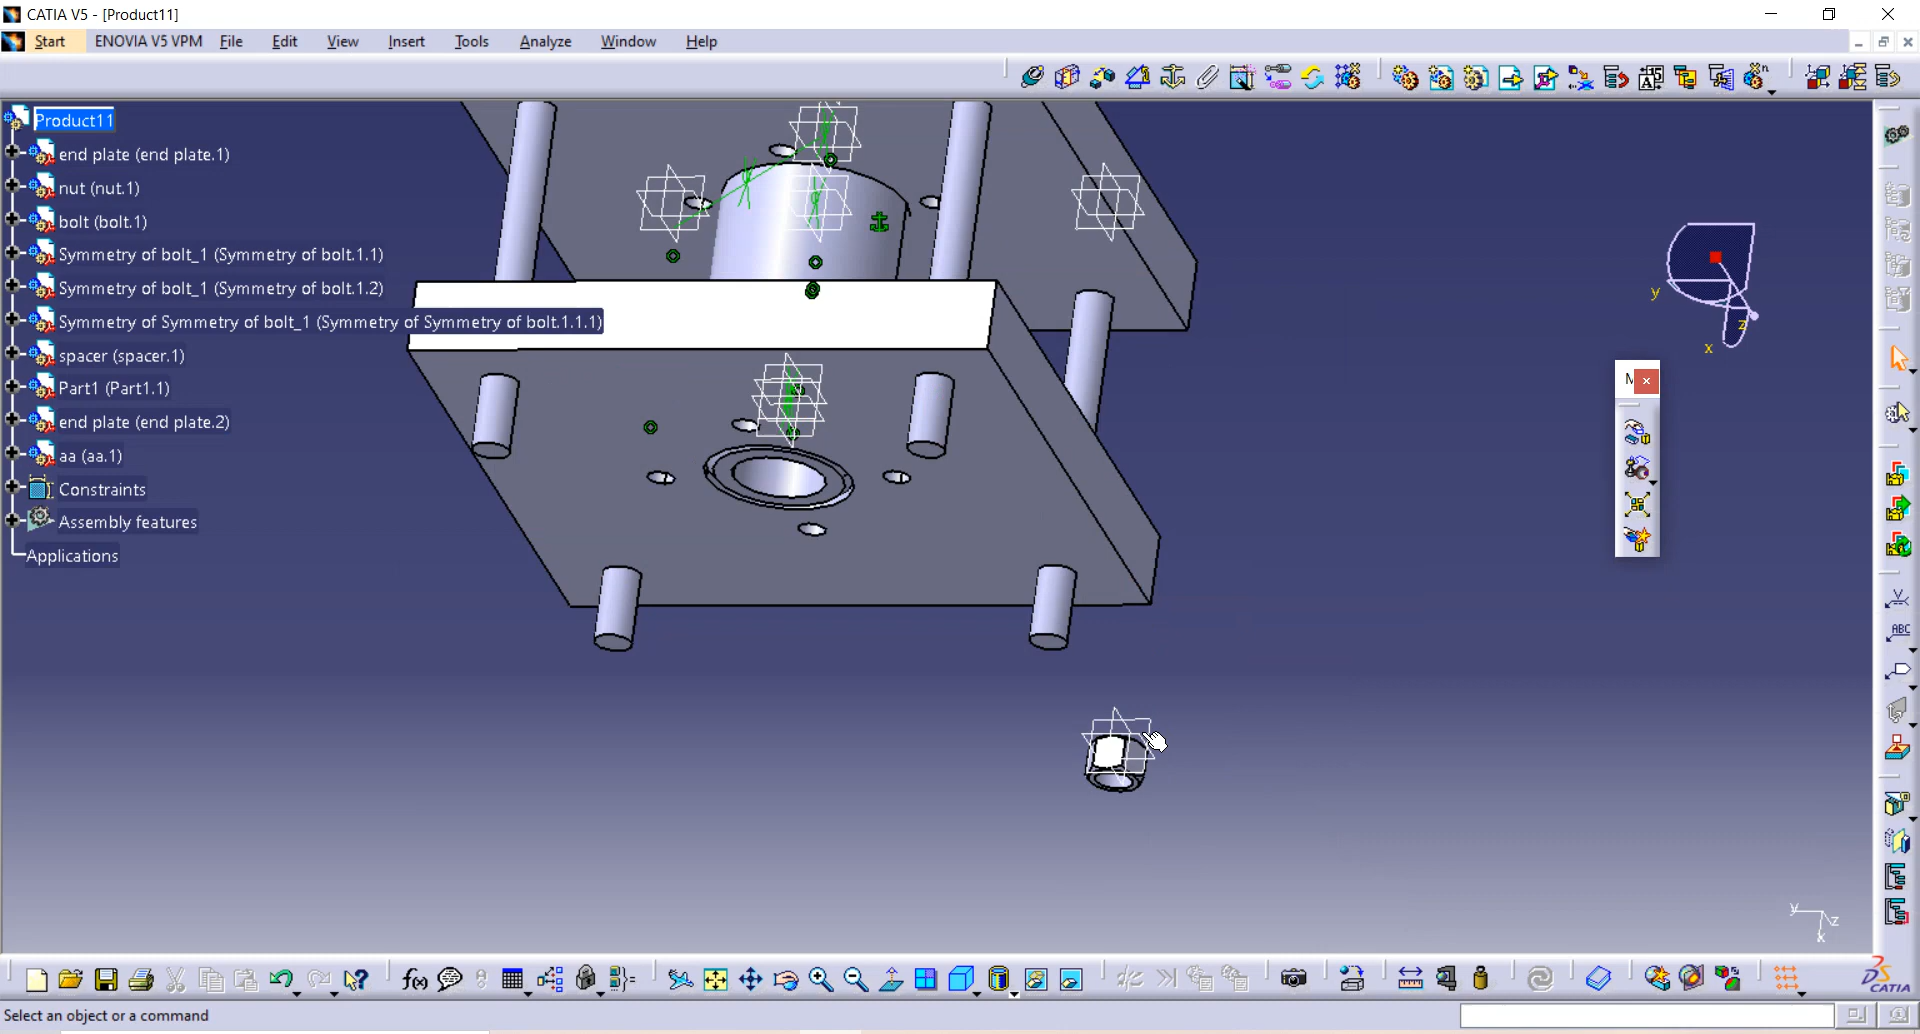 CATIA V5 - [Product11]
Start ENOVIA V5 VPM File Edit View Insert Tools Analyze Window Help
Product11
end plate (end plate.1)
nut (nut.1)
bolt (bolt.1)
Symmetry of bolt_1 (Symmetry of bolt.1.1)
Symmetry of bolt_1 (Symmetry of bolt.1.2)
Symmetry of Symmetry of bolt_1 (Symmetry of Symmetry of bolt.1.1.1)
spacer (spacer.1)
Part1 (Part1.1)
end plate (end plate.2)
aa (aa.1)
Constraints
Assembly features
Applications
y
z
x
M
ABC
y
z
x
f(x)
CATIA
Select an object or a command